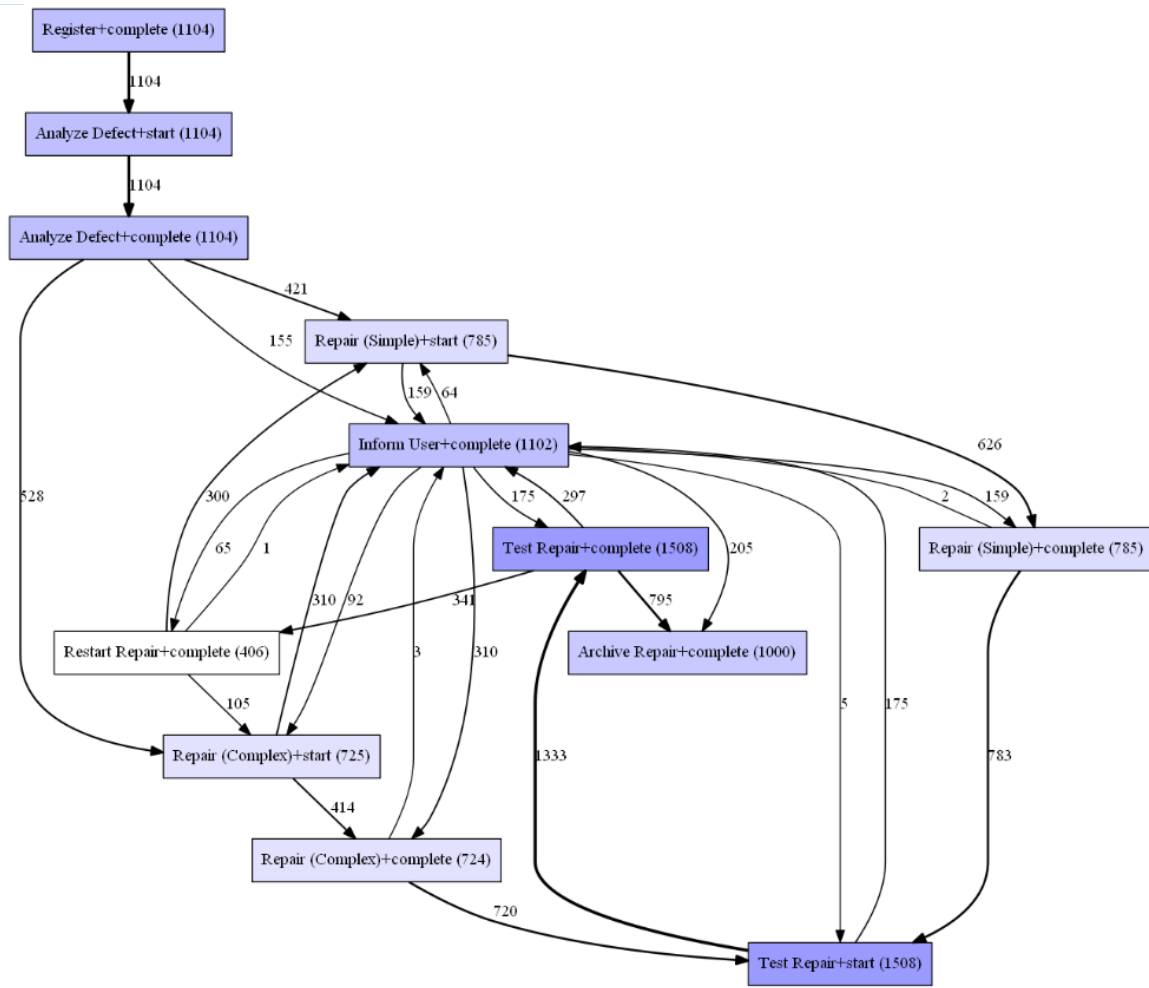 Register+complete (1104)
1104
Analyze Defect+start (1104)
1104
Analyze Defect+complete (1104)
421
155
Repair (Simple)+start (785)
159
64
626
Inform User+complete (1102)
528
300
65
1
310
92
175
297
205
2
159
Test Repair+complete (1508)
Repair (Simple)+complete (785)
341
795
310
3
Restart Repair+complete (406)
Archive Repair+complete (1000)
105
5
175
Repair (Complex)+start (725)
1333
783
414
Repair (Complex)+complete (724)
720
Test Repair+start (1508)